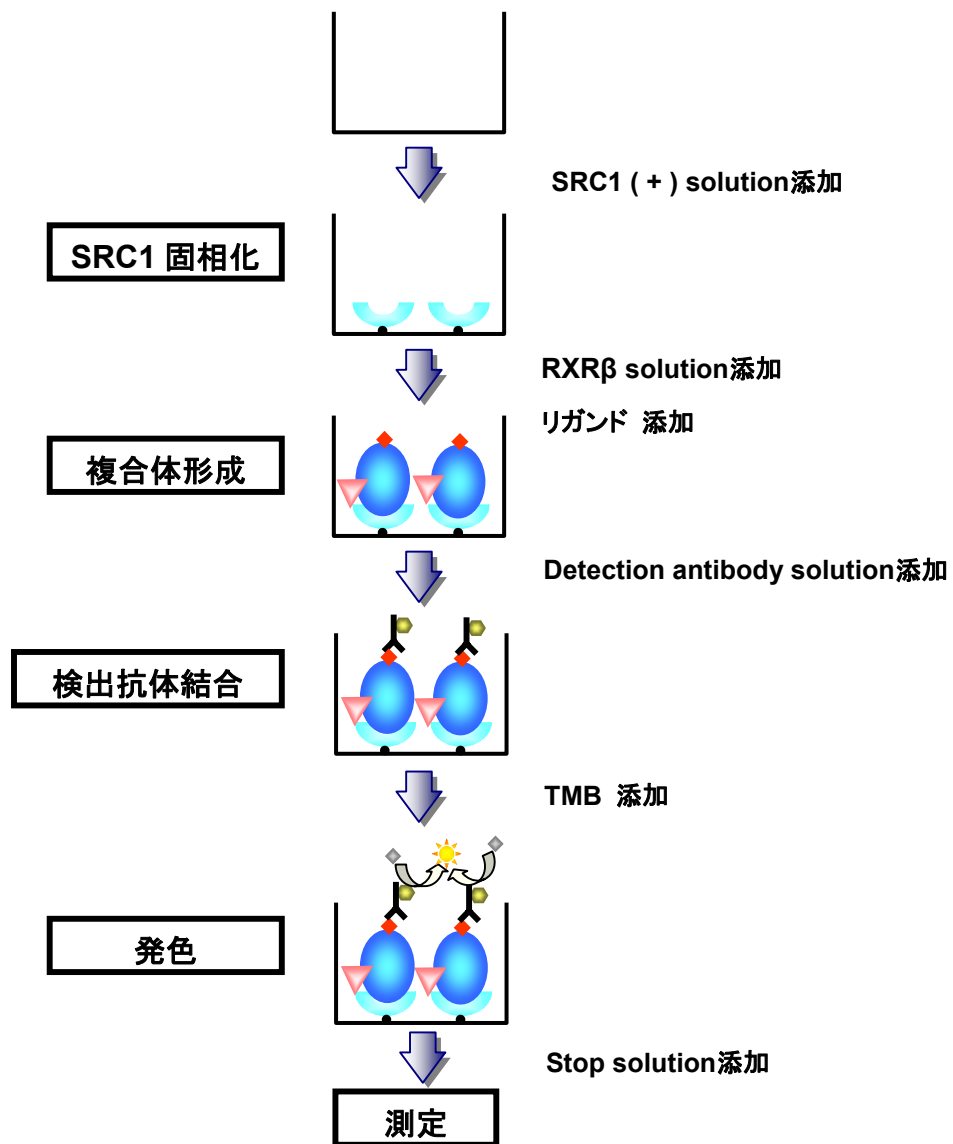 SRC1 ( + ) solution添加
SRC1 固相化
RXRβ solution添加
リガンド 添加
複合体形成
Detection antibody solution添加
検出抗体結合
TMB 添加
発色
Stop solution添加
測定